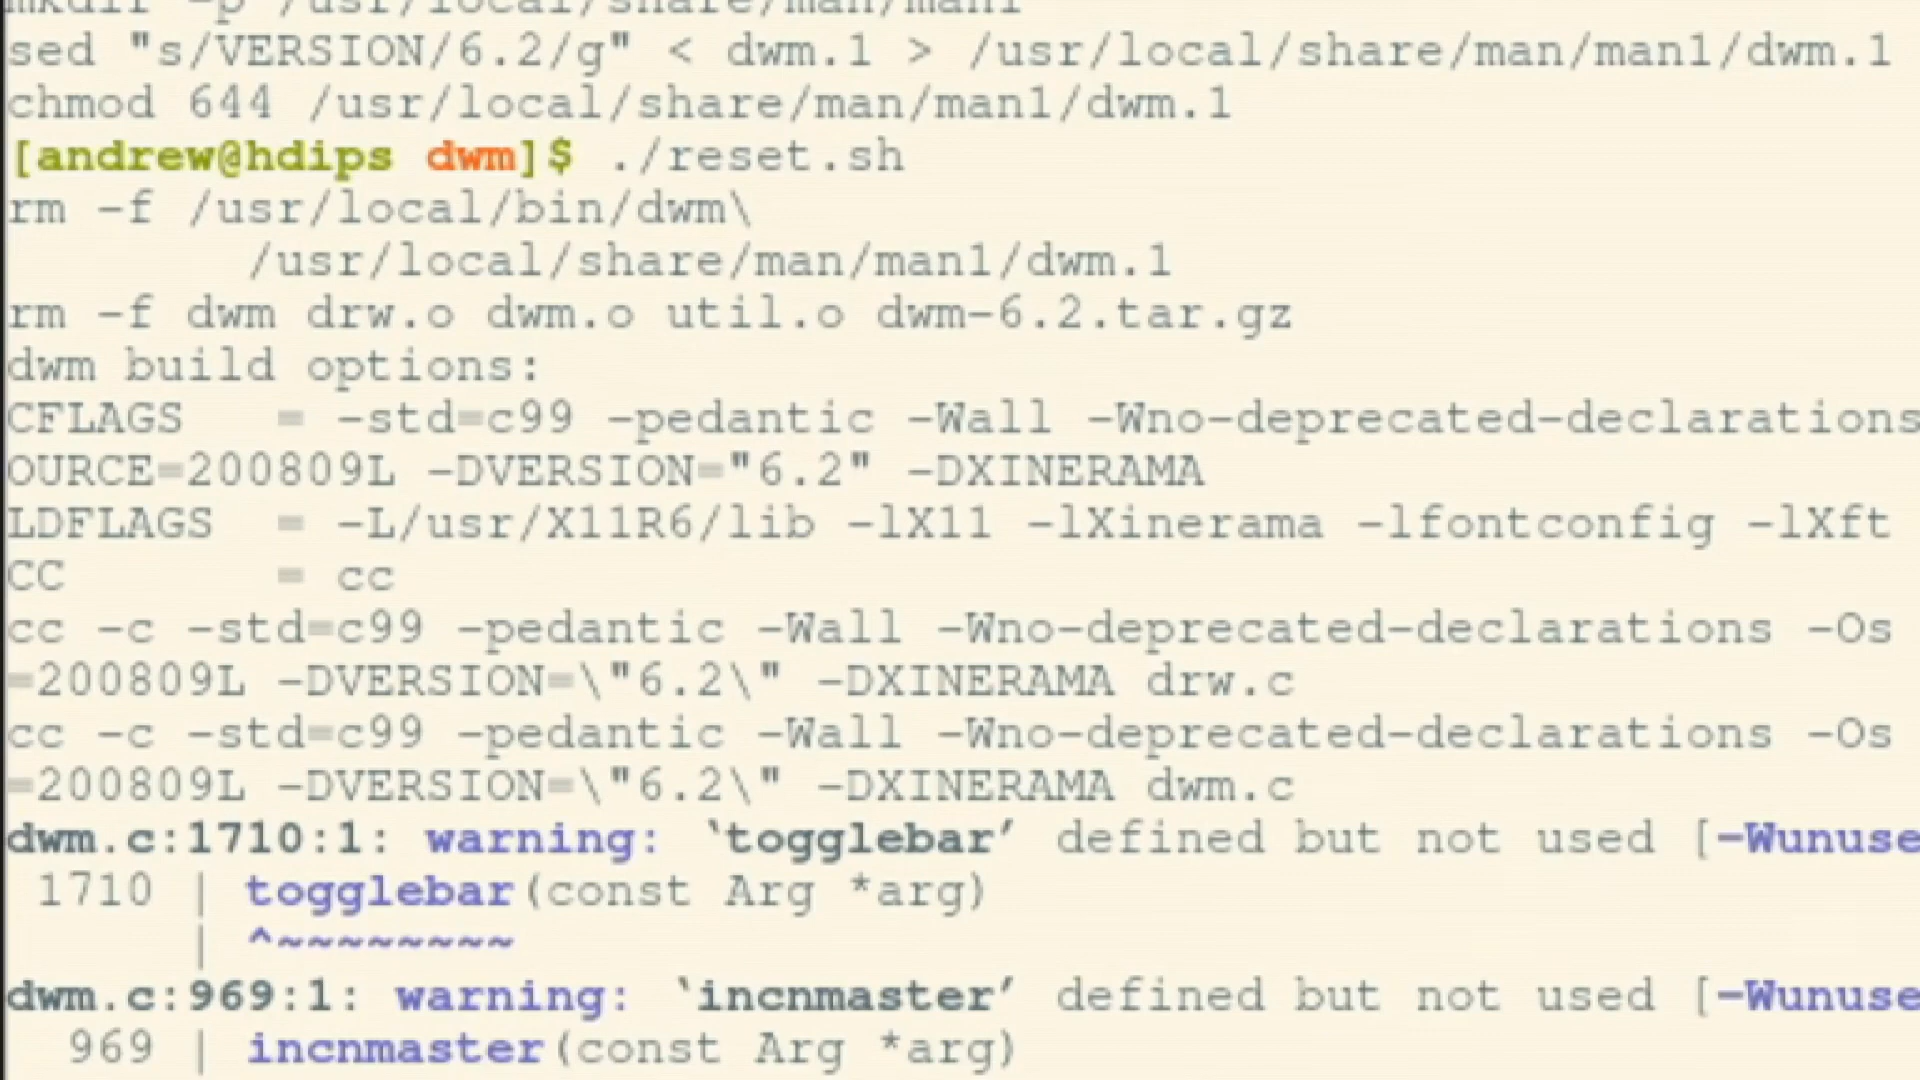 mkdir -p /usr/local/share/man/man1
sed "s/VERSION/6.2/g" < dwm.1 > /usr/local/share/man/man1/dwm.1
chmod 644 /usr/local/share/man/man1/dwm.1
[andrew@hdips dwm]$ ./reset.sh
rm -f /usr/local/bin/dwm\
/usr/local/share/man/man1/dwm.1
rm -f dwm drw.o dwm.o util.o dwm-6.2.tar.gz
dwm build options:
CFLAGS   = -std=c99 -pedantic -Wall -Wno-deprecated-declarations
OURCE=200809L -DVERSION="6.2" -DXINERAMA
LDFLAGS  = -L/usr/X11R6/lib -lX11 -lXinerama -lfontconfig -lXft
CC       = cc
cc -c -std=c99 -pedantic -Wall -Wno-deprecated-declarations -Os
=200809L -DVERSION=\"6.2\" -DXINERAMA drw.c
cc -c -std=c99 -pedantic -Wall -Wno-deprecated-declarations -Os
=200809L -DVERSION=\"6.2\" -DXINERAMA dwm.c
dwm.c:1710:1: warning: ‘togglebar’ defined but not used [-Wunuse
1710 | togglebar(const Arg *arg)
| ^~~~~~~~~
dwm.c:969:1: warning: ‘incnmaster’ defined but not used [-Wunuse
969 | incnmaster(const Arg *arg)